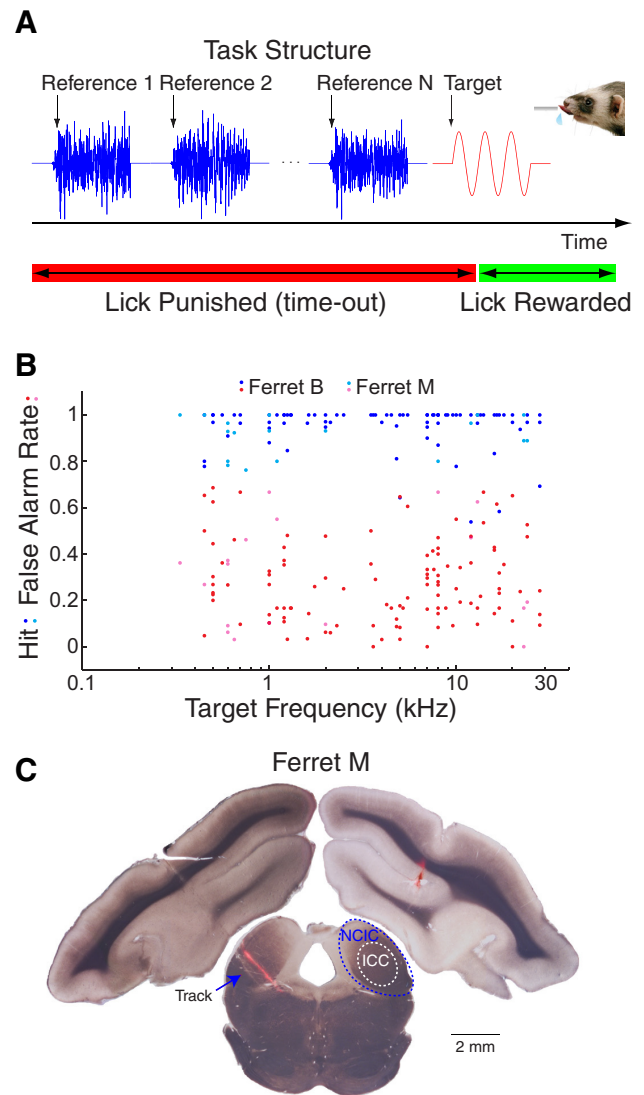 A
Task Structure
Reference 1 Reference 2 Reference N Target
. . .
Time
Lick Punished (time-out) Lick Rewarded
B
Ferret B Ferret M
Hit False Alarm Rate
1
0.8
0.6
0.4
0.2
0
0.1 1 10 30
Target Frequency (kHz)
C
Ferret M
NCIC
ICC
Track
2 mm